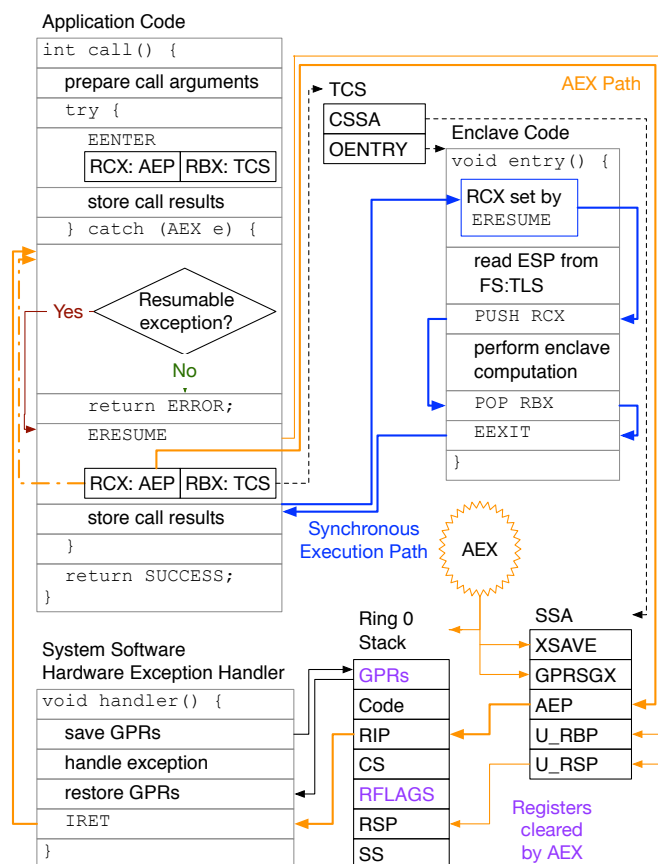 Application Code
int call() {
prepare call arguments
try {
EENTER
RCX: AEP RBX: TCS
store call results
} catch (AEX e) {
Resumable
exception?
Yes
No
return ERROR;
ERESUME
RCX: AEP RBX: TCS
store call results
}
return SUCCESS;
}
AEX Path
TCS
CSSA
OENTRY
Enclave Code
void entry() {
RCX set by
ERESUME
read ESP from
FS:TLS
PUSH RCX
perform enclave
computation
POP RBX
EEXIT
}
Synchronous
Execution Path
AEX
System Software
Hardware Exception Handler
void handler() {
save GPRs
handle exception
restore GPRs
IRET
}
Ring 0
Stack
GPRs
Code
RIP
CS
RFLAGS
RSP
SS
SSA
XSAVE
GPRSGX
AEP
U_RBP
U_RSP
Registers
cleared
by AEX